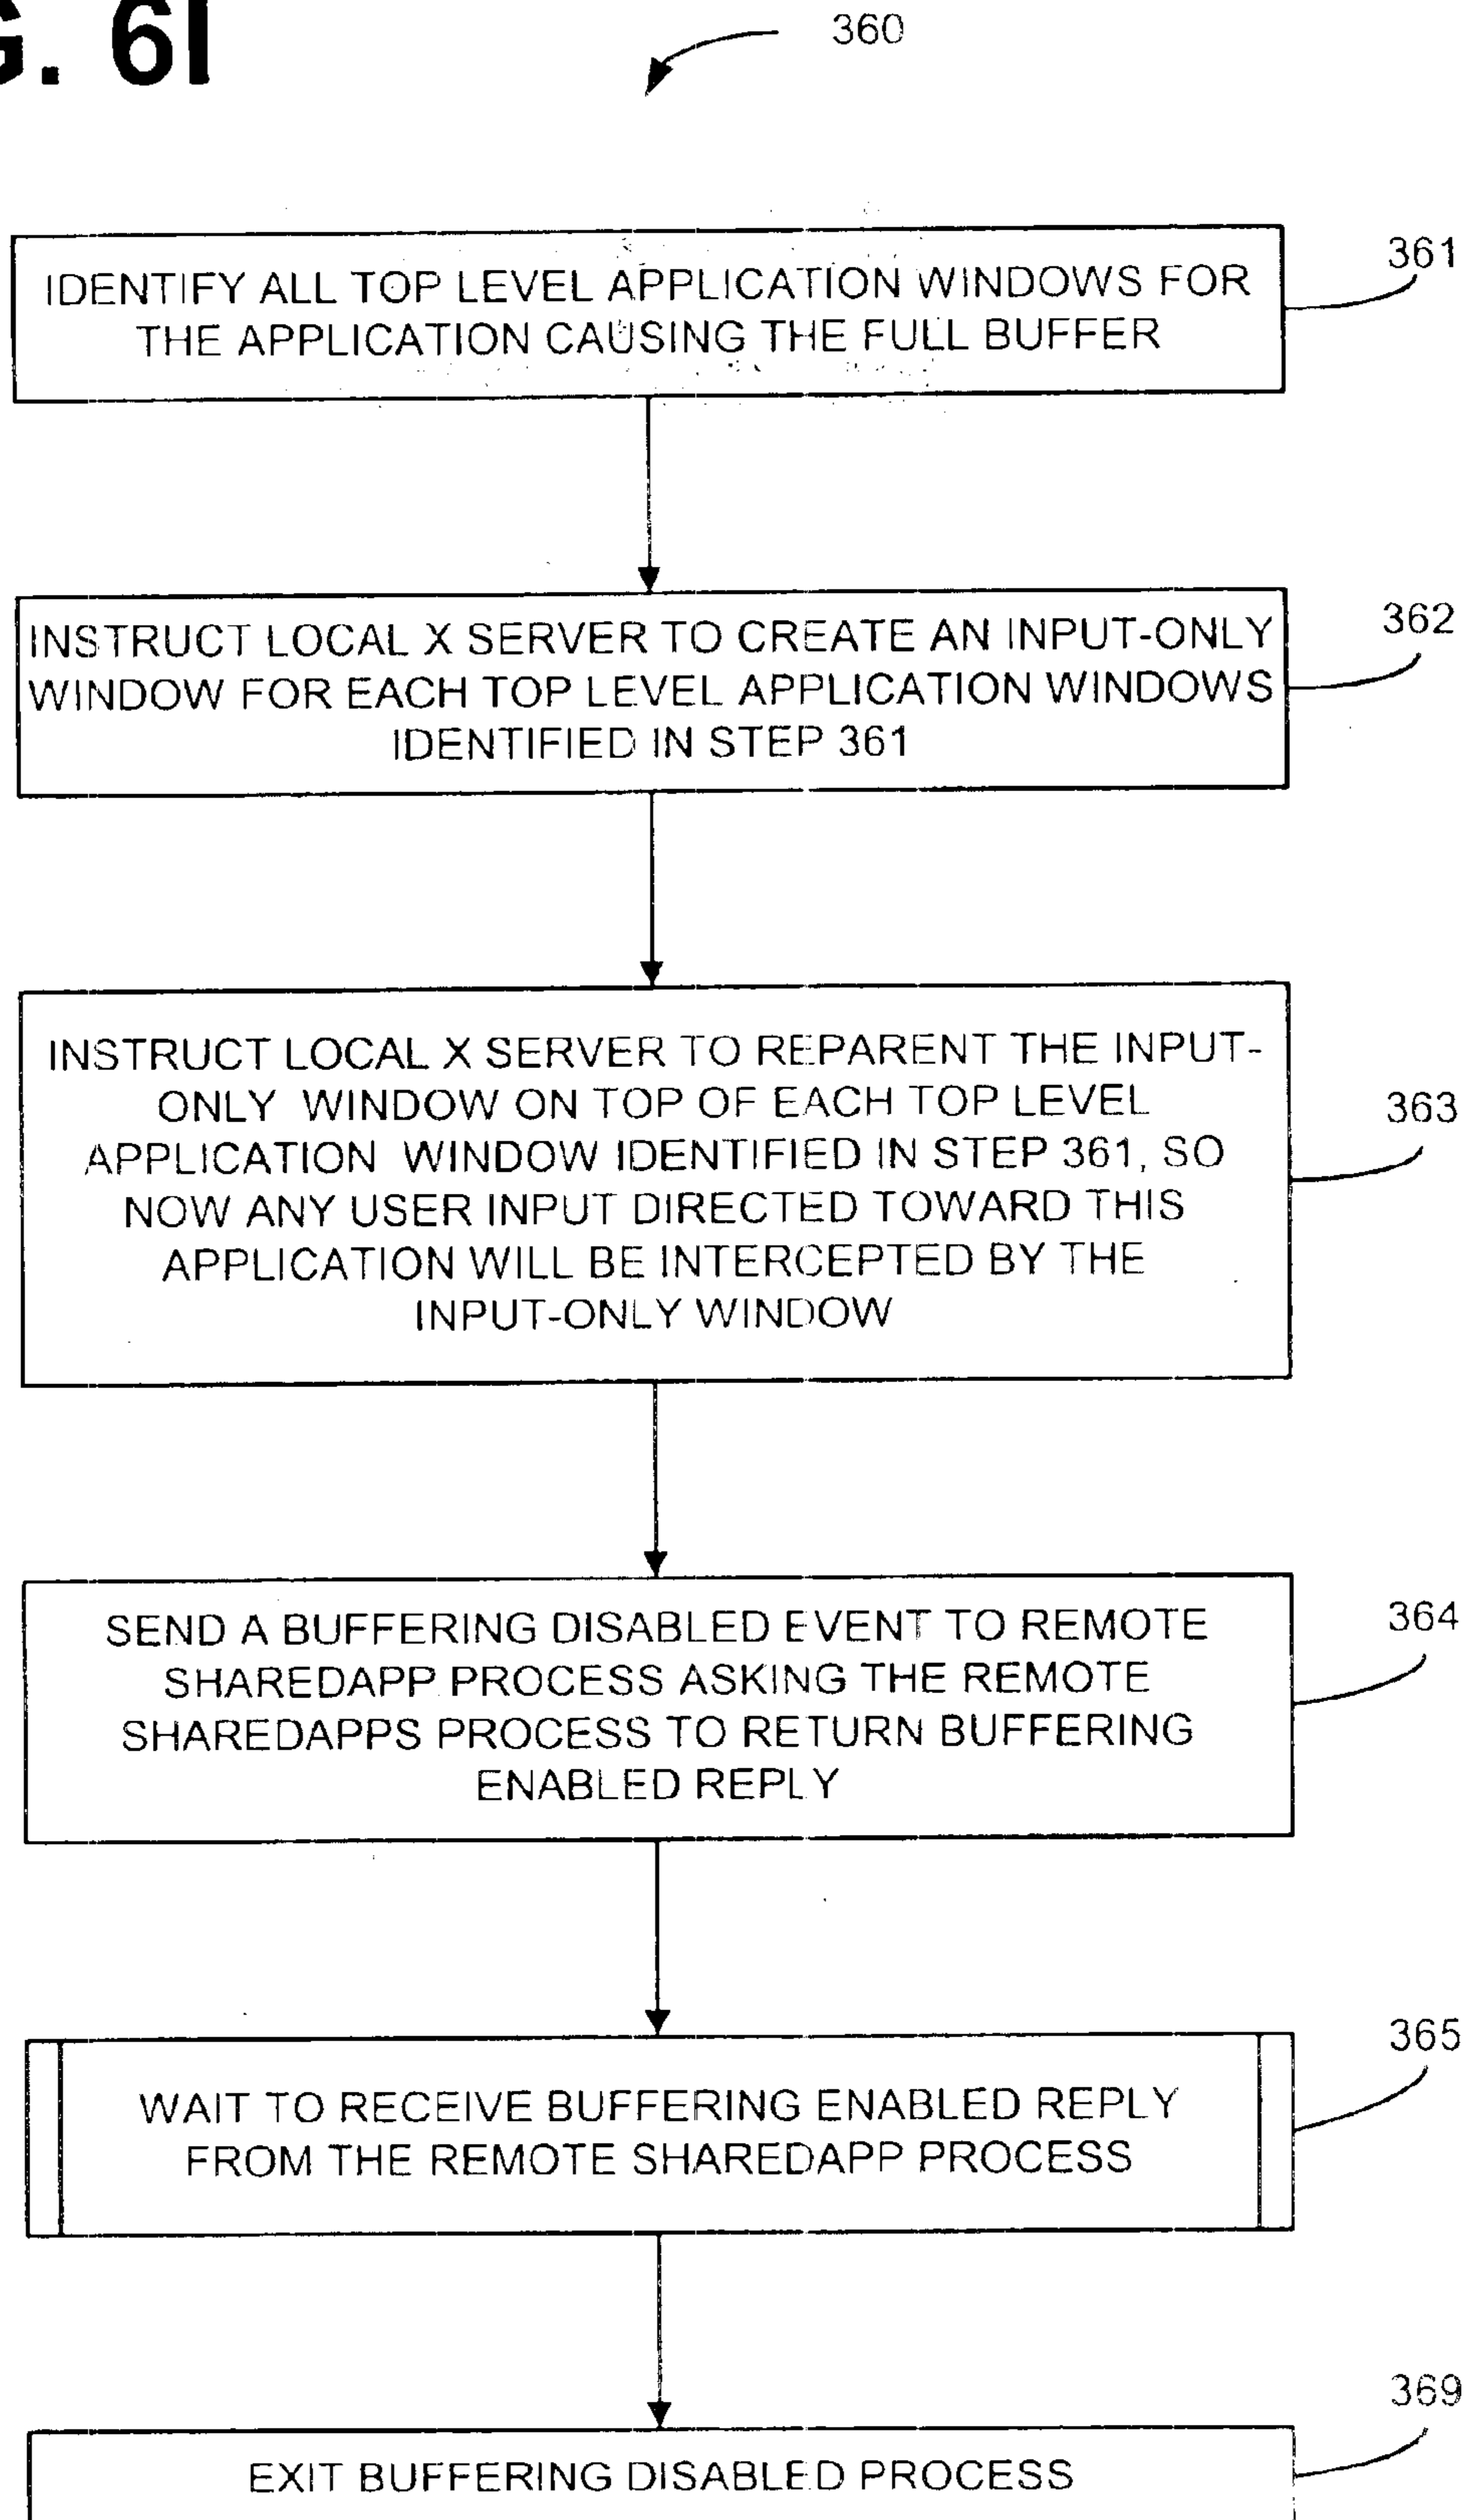 G. 6I
360
361
IDENTIFY ALL TOP LEVEL APPLICATION WINDOWS FOR
THE APPLICATION CAUSING THE FULL BUFFER
362
INSTRUCT LOCAL X SERVER TO CREATE AN INPUT-ONLY
WINDOW FOR EACH TOP LEVEL APPLICATION WINDOWS
IDENTIFIED IN STEP 361
363
INSTRUCT LOCAL X SERVER TO REPARENT THE INPUT-
ONLY WINDOW ON TOP OF EACH TOP LEVEL
APPLICATION WINDOW IDENTIFIED IN STEP 361, SO
NOW ANY USER INPUT DIRECTED TOWARD THIS
APPLICATION WILL BE INTERCEPTED BY THE
INPUT-ONLY WINDOW
364
SEND A BUFFERING DISABLED EVENT TO REMOTE
SHAREDAPP PROCESS ASKING THE REMOTE
SHAREDAPPS PROCESS TO RETURN BUFFERING
ENABLED REPLY
365
WAIT TO RECEIVE BUFFERING ENABLED REPLY
FROM THE REMOTE SHAREDAPP PROCESS
369
EXIT BUFFERING DISABLED PROCESS